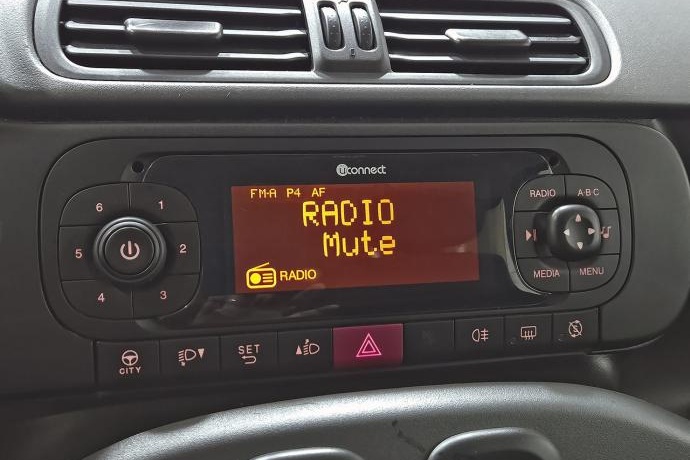 uconnect
FM-A P4 AF
RADIO
Mute
RADIO
6 1
5 2
4 3
RADIO A·B·C
MEDIA MENU
CITY
SET